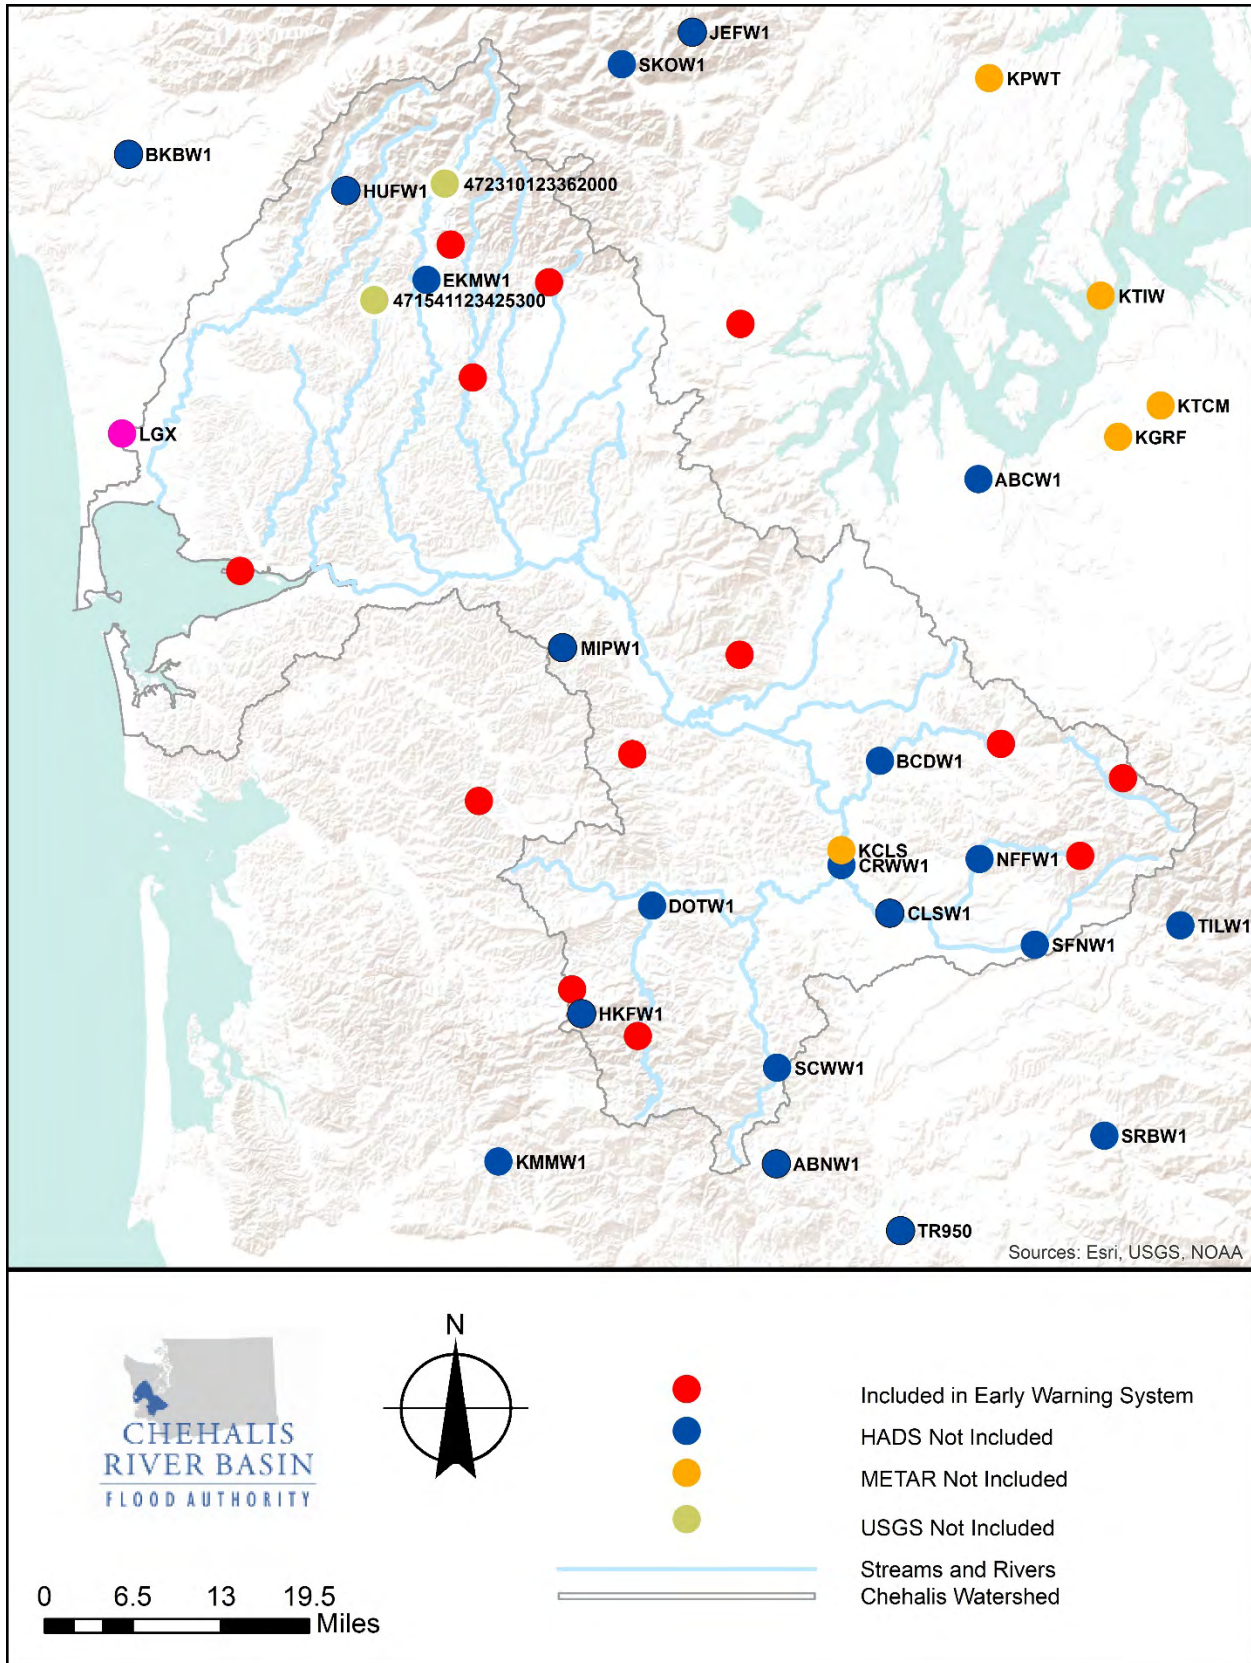 JEFW1
SKOW1
KPWT
BKBW1
HUFW1
472310123362000
EKMW1
471541123425300
KTIW
KTCM
LGX
KGRF
ABCW1
MIPW1
BCDW1
KCLS
CRWW1
NFFW1
DOTW1
CLSW1
TILW1
SFNW1
HKFW1
SCWW1
SRBW1
KMMW1
ABNW1
TR950
Sources: Esri, USGS, NOAA
N
CHEHALIS
RIVER BASIN
FLOOD AUTHORITY
Included in Early Warning System
HADS Not Included
METAR Not Included
USGS Not Included
Streams and Rivers
Chehalis Watershed
0 6.5 13 19.5
Miles